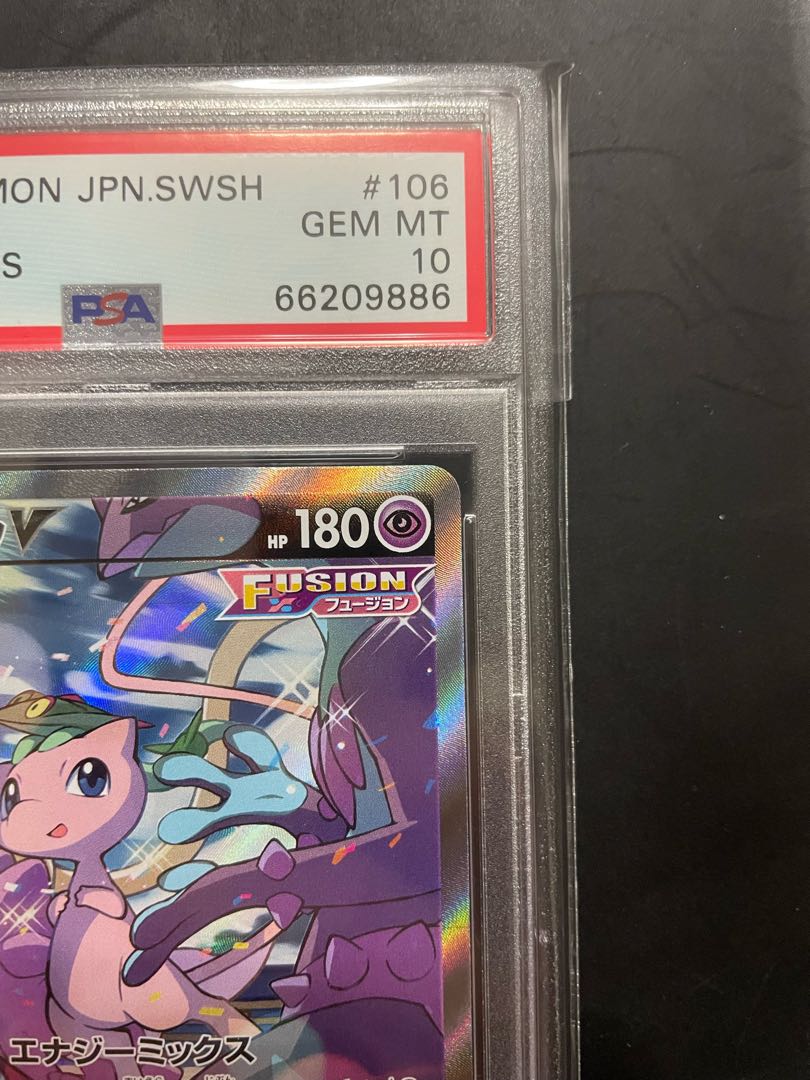 MON JPN.SWSH #106
GEM MT
S 10
PSA 66209886
V HP 180
FUSION
フュージョン
エナジーミックス